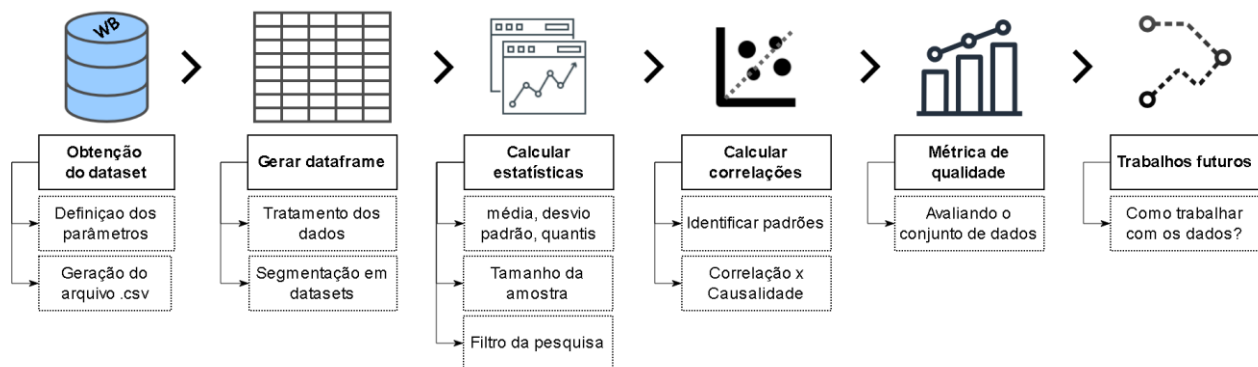 WB
Obtenção
do dataset
Definiçao dos
parâmetros
Geração do
arquivo .csv
Gerar dataframe
Tratamento dos
dados
Segmentação em
datasets
Calcular
estatísticas
média, desvio
padrão, quantis
Tamanho da
amostra
Filtro da pesquisa
Calcular
correlações
Identificar padrões
Correlação x
Causalidade
Métrica de
qualidade
Avaliando o
conjunto de dados
Trabalhos futuros
Como trabalhar
com os dados?